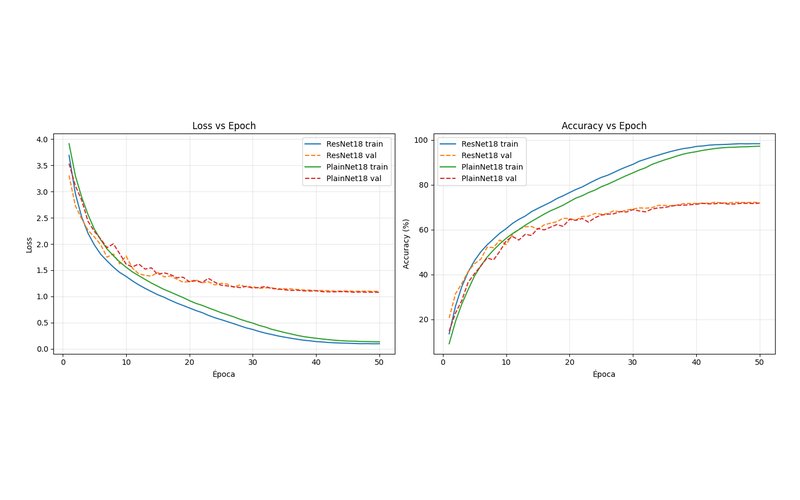 Loss vs Epoch
4.0
3.5
3.0
2.5
2.0
1.5
1.0
0.5
0.0
Loss
0 10 20 30 40 50
Época
ResNet18 train
ResNet18 val
PlainNet18 train
PlainNet18 val
Accuracy vs Epoch
100
80
60
40
20
Accuracy (%)
0 10 20 30 40 50
Época
ResNet18 train
ResNet18 val
PlainNet18 train
PlainNet18 val